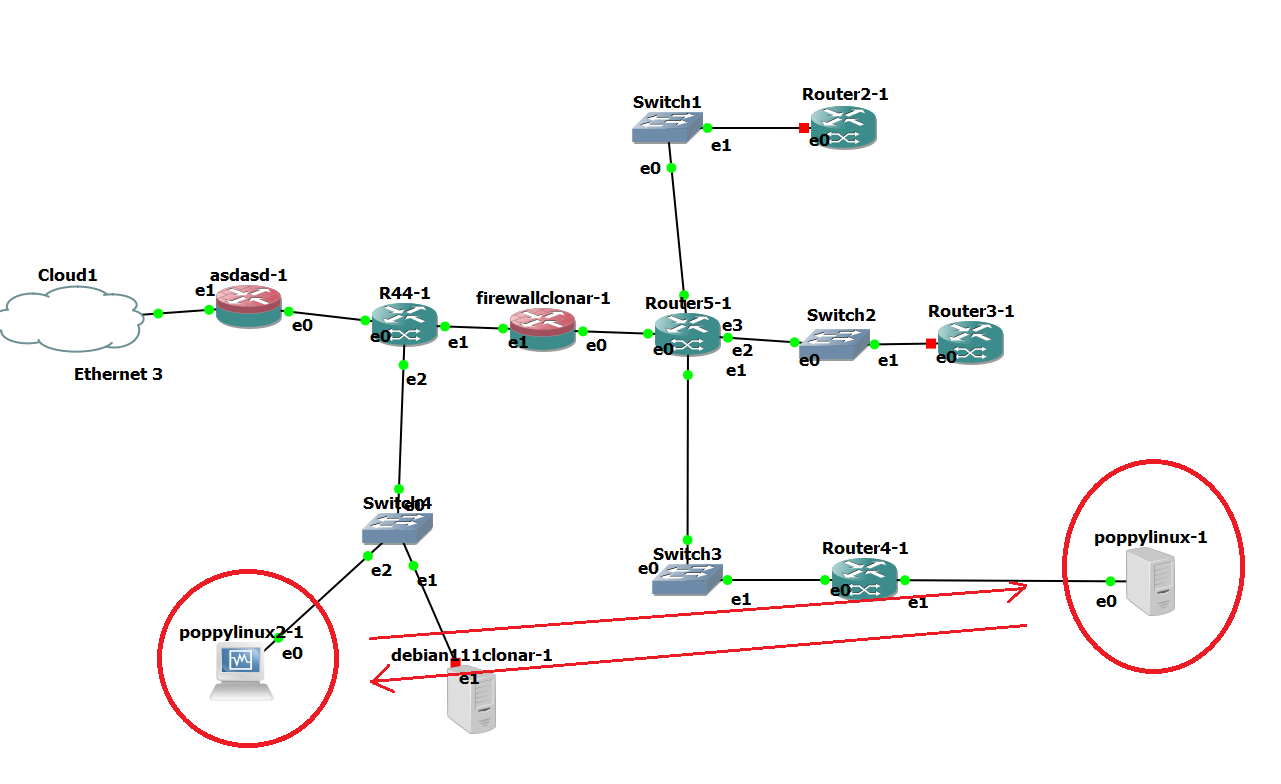 Switch1
Router2-1
e0
e1
e0
Cloud1
asdasd-1
e1
e0
Ethernet 3
R44-1
e0
e1
e2
firewallclonar-1
e1
e0
Router5-1
e3
e0
e2
e1
Switch2
e0
e1
Router3-1
e0
Switch4
e0
e2
e1
poppylinux2-1
e0
debian111clonar-1
e1
Switch3
e0
e1
Router4-1
e0
e1
poppylinux-1
e0